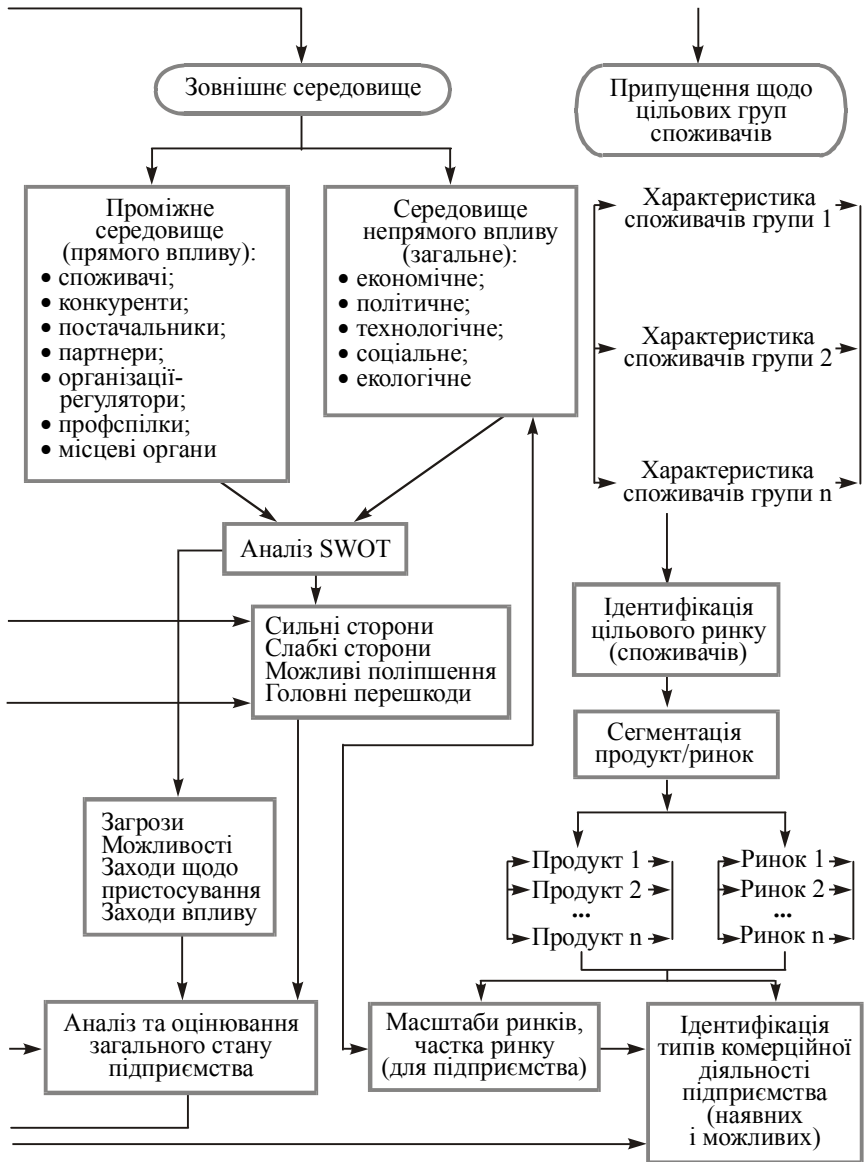 Зовнішнє середовище
Припущення щодо
цільових груп
споживачів
Проміжне
середовище
(прямого впливу):
• споживачі;
• конкуренти;
• постачальники;
• партнери;
• організації-
регулятори;
• профспілки;
• місцеві органи
Середовище
непрямого впливу
(загальне):
• економічне;
• політичне;
• технологічне;
• соціальне;
• екологічне
Характеристика
споживачів групи 1
Характеристика
споживачів групи 2
Характеристика
споживачів групи n
Аналіз SWOT
Сильні сторони
Слабкі сторони
Можливі поліпшення
Головні перешкоди
Ідентифікація
цільового ринку
(споживачів)
Сегментація
продукт/ринок
Загрози
Можливості
Заходи щодо
пристосування
Заходи впливу
Продукт 1
Продукт 2
...
Продукт n
Ринок 1
Ринок 2
...
Ринок n
Аналіз та оцінювання
загального стану
підприємства
Масштаби ринків,
частка ринку
(для підприємства)
Ідентифікація
типів комерційної
діяльності
підприємства
(наявних
і можливих)